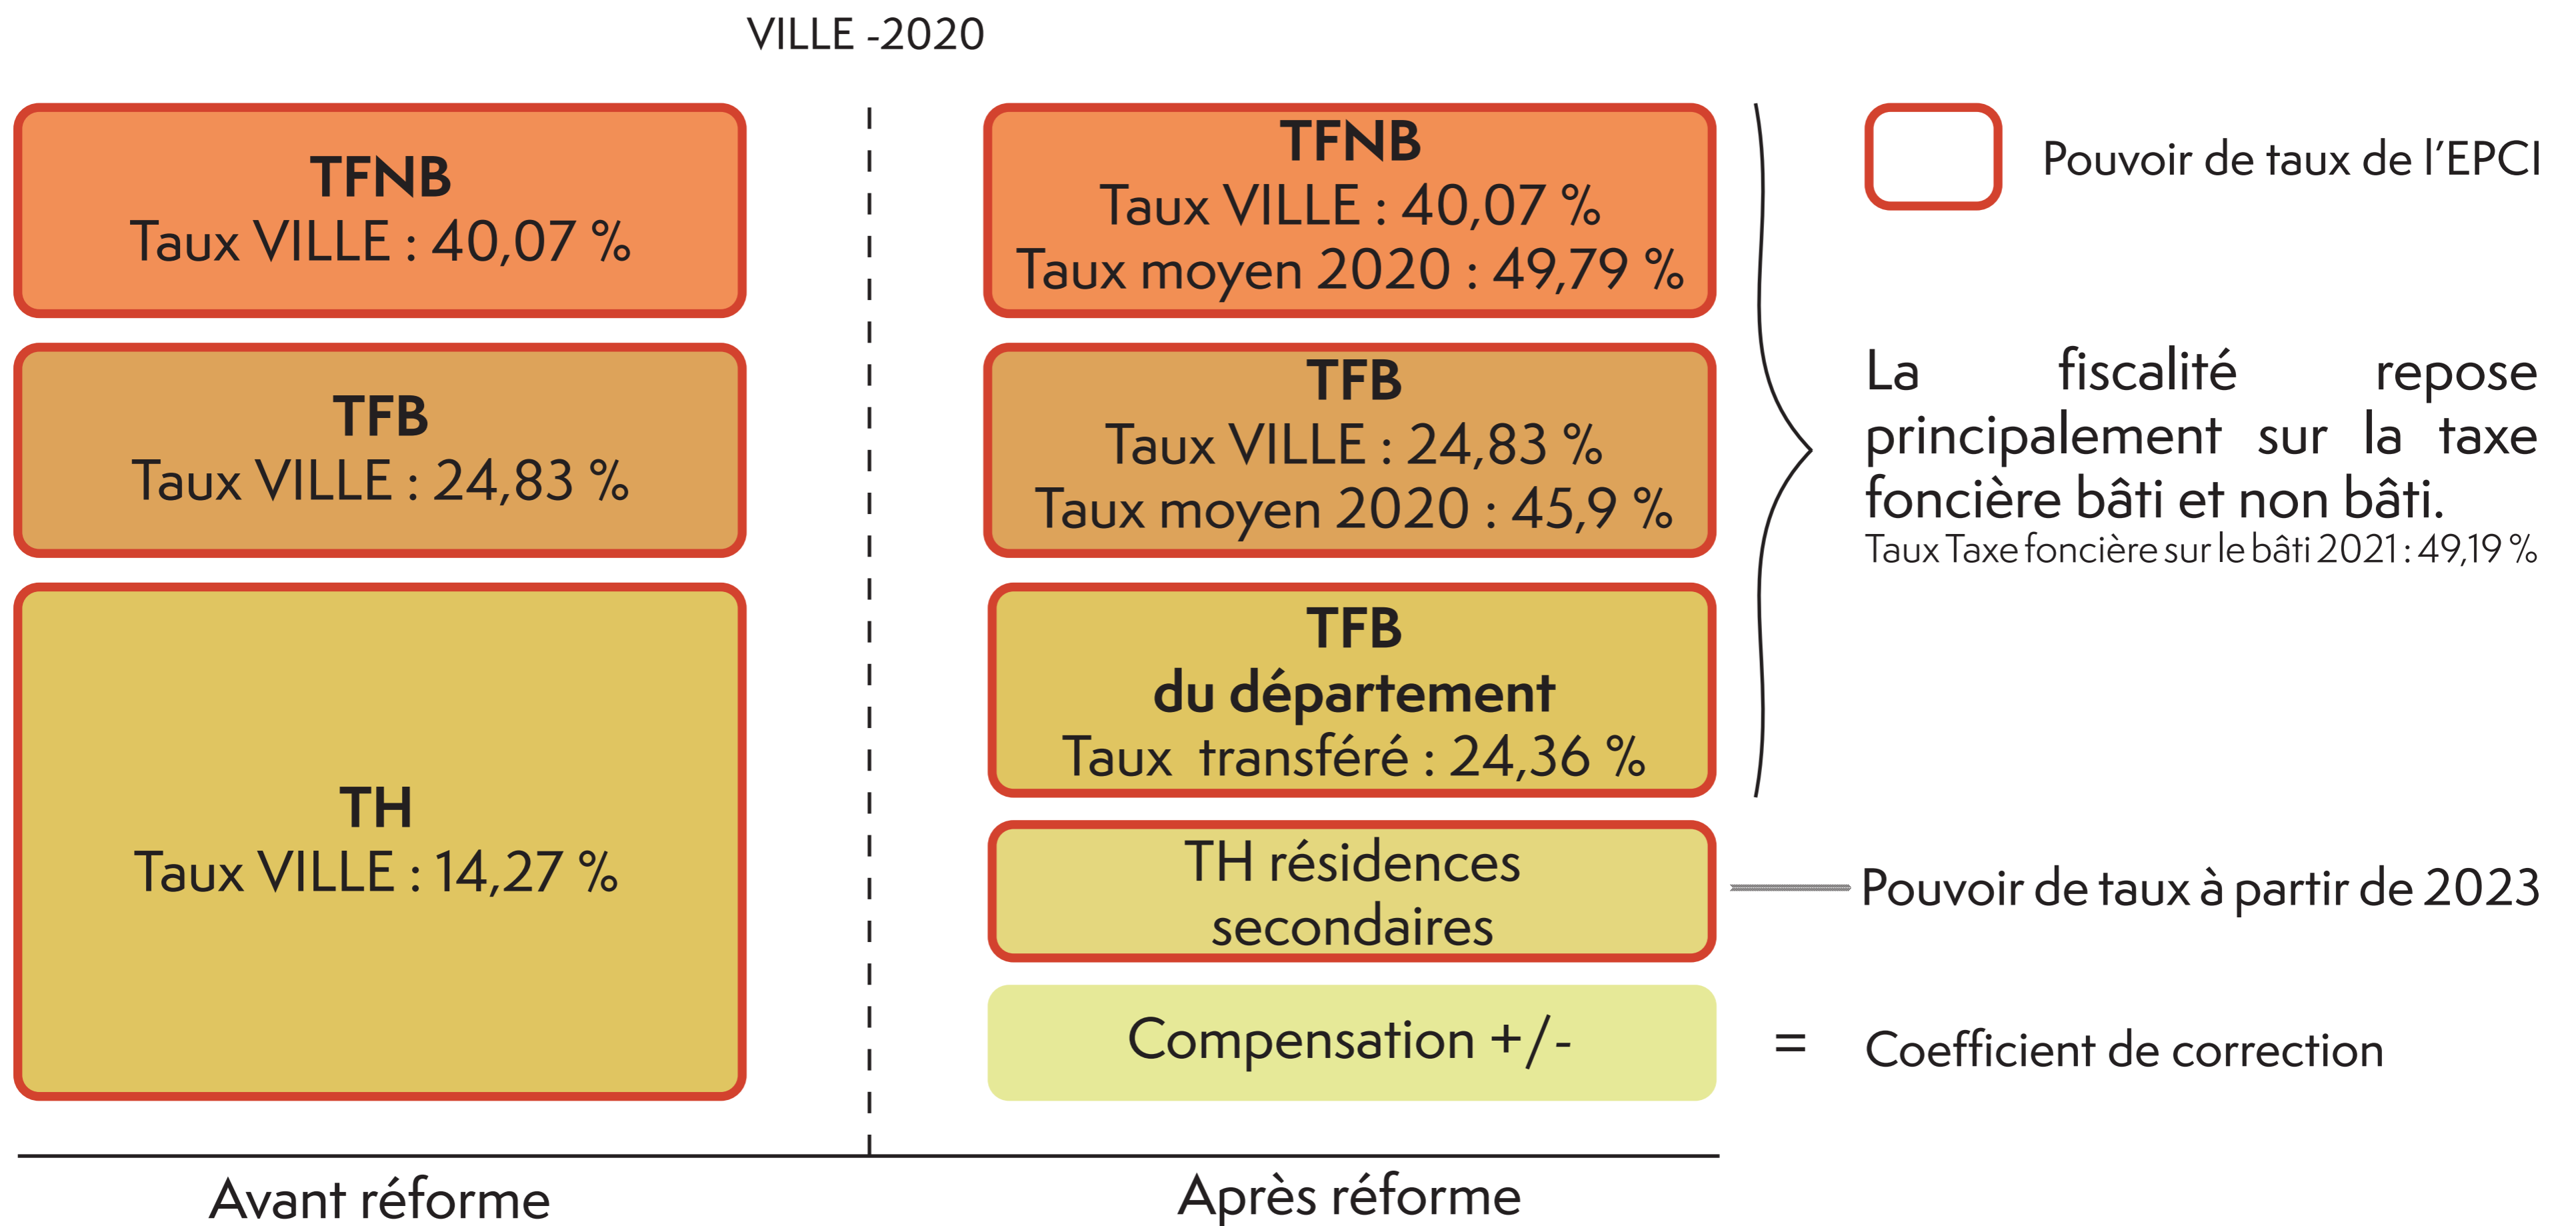 VILLE -2020
TFNB
Taux VILLE : 40,07 %
TFB
Taux VILLE : 24,83 %
TH
Taux VILLE : 14,27 %
Avant réforme
TFNB
Taux VILLE : 40,07 %
Taux moyen 2020 : 49,79 %
TFB
Taux VILLE : 24,83 %
Taux moyen 2020 : 45,9 %
TFB
du département
Taux transféré : 24,36 %
TH résidences
secondaires
Compensation +/-
Après réforme
Pouvoir de taux de l'EPCI
La fiscalité repose
principalement sur la taxe
foncière bâti et non bâti.
Taux Taxe foncière sur le bâti 2021 : 49,19 %
Pouvoir de taux à partir de 2023
= Coefficient de correction